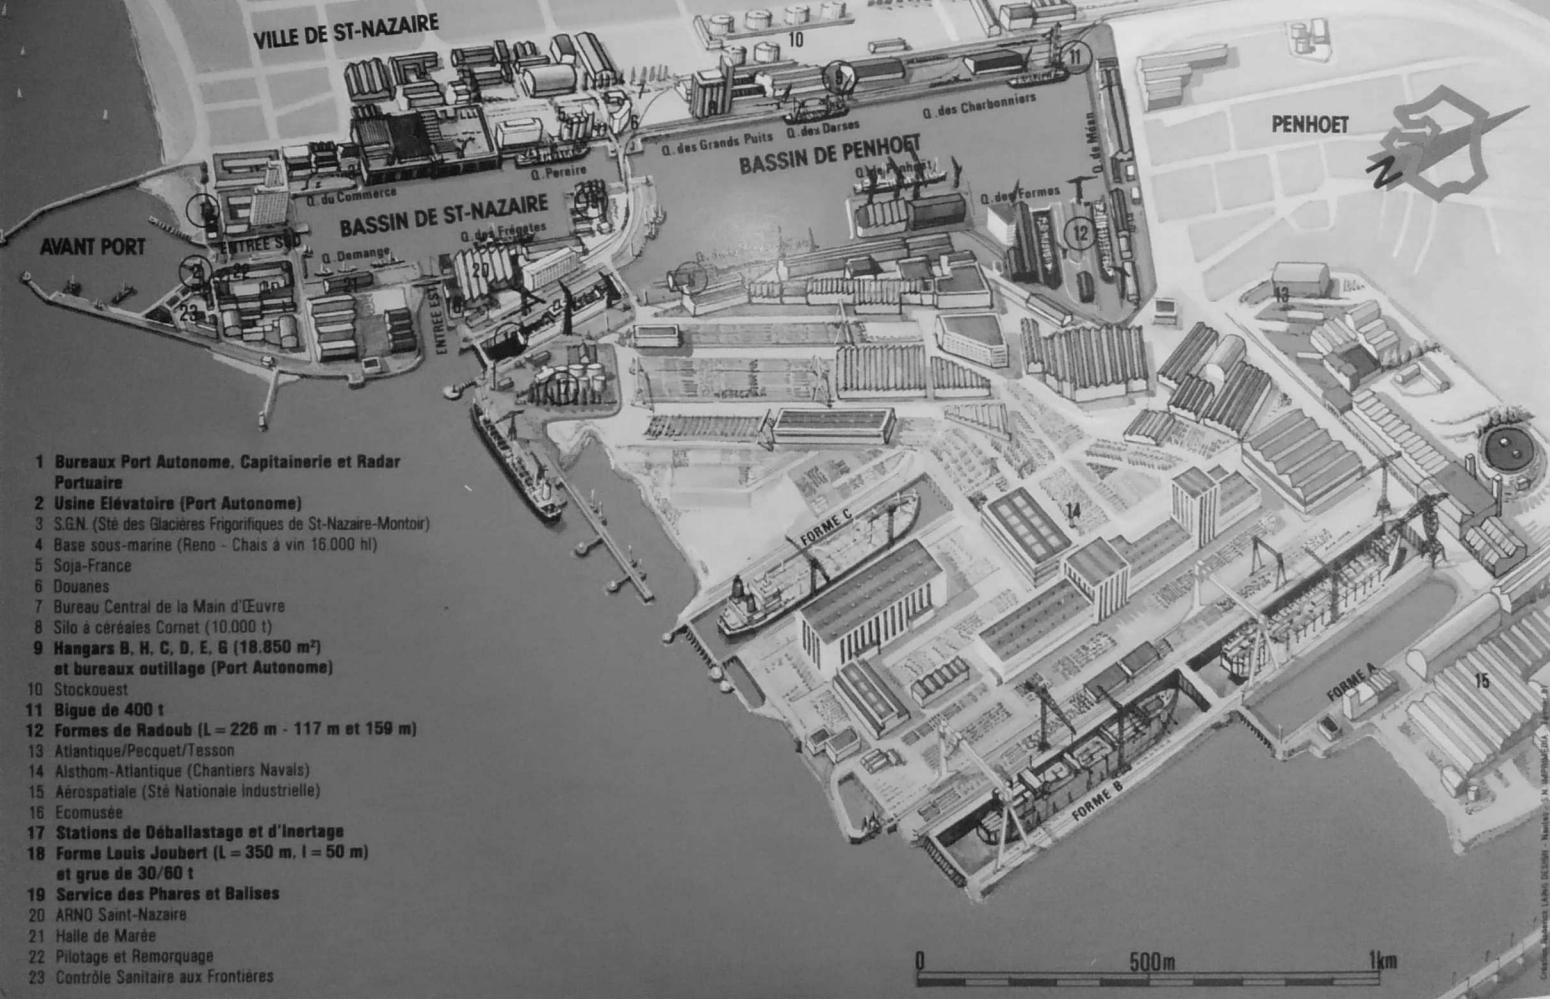 VILLE DE ST-NAZAIRE
10
11
9
6
Q. des Charbonniers
Q. des Darses
Q. des Grands Puits
BASSIN DE PENHOET
PENHOET
Q. de Méan
Q. Pereire
Q. du Commerce
Q. des Formes
N
BASSIN DE ST-NAZAIRE
Q. des Frégates
AVANT PORT
ENTRÉE SUD
Q. Demange
12
20
22
23
ENTRÉE EST
13
17
14
FORME C
FORME A
15
FORME B
1 Bureaux Port Autonome, Capitainerie et Radar
Portuaire
2 Usine Elévatoire (Port Autonome)
3 S.G.N. (Sté des Glacières Frigorifiques de St-Nazaire-Montoir)
4 Base sous-marine (Reno - Chais à vin 16.000 hl)
5 Soja-France
6 Douanes
7 Bureau Central de la Main d'Œuvre
8 Silo à céréales Cornet (10.000 t)
9 Hangars B, H, C, D, E, G (18.850 m²)
et bureaux outillage (Port Autonome)
10 Stockouest
11 Bigue de 400 t
12 Formes de Radoub (L = 226 m - 117 m et 159 m)
13 Atlantique/Pecquet/Tesson
14 Alsthom-Atlantique (Chantiers Navals)
15 Aérospatiale (Sté Nationale Industrielle)
16 Ecomusée
17 Stations de Déballastage et d'Inertage
18 Forme Louis Joubert (L = 350 m, l = 50 m)
et grue de 30/60 t
19 Service des Phares et Balises
20 ARNO Saint-Nazaire
21 Halle de Marée
22 Pilotage et Remorquage
23 Contrôle Sanitaire aux Frontières
0 500m 1km